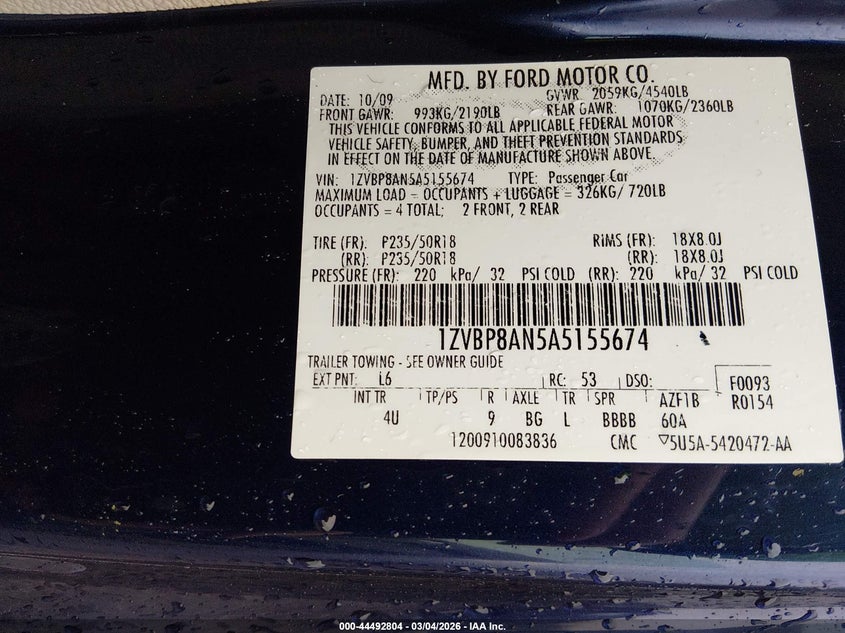 MFD. BY FORD MOTOR CO.
DATE: 10/09 GVWR: 2059KG/4540LB
FRONT GAWR: 993KG/2190LB REAR GAWR: 1070KG/2360LB
THIS VEHICLE CONFORMS TO ALL APPLICABLE FEDERAL MOTOR
VEHICLE SAFETY, BUMPER, AND THEFT PREVENTION STANDARDS
IN EFFECT ON THE DATE OF MANUFACTURE SHOWN ABOVE.
VIN: 1ZVBP8AN5A5155674 TYPE: Passenger Car
MAXIMUM LOAD = OCCUPANTS + LUGGAGE = 326KG/ 720LB
OCCUPANTS = 4 TOTAL; 2 FRONT, 2 REAR
TIRE (FR): P235/50R18 RIMS (FR): 18X8.0J
(RR): P235/50R18 (RR): 18X8.0J
PRESSURE (FR): 220 kPa/ 32 PSI COLD (RR): 220 kPa/ 32 PSI COLD
1ZVBP8AN5A5155674
TRAILER TOWING - SEE OWNER GUIDE
EXT PNT: L6 RC: 53 DSO: F0093
INT TR TP/PS R AXLE TR SPR AZF1B R0154
4U 9 BG L BBBB 60A
1200910083836 CMC ▽5U5A-5420472-AA
000-44492804 - 03/04/2026 - IAA Inc.